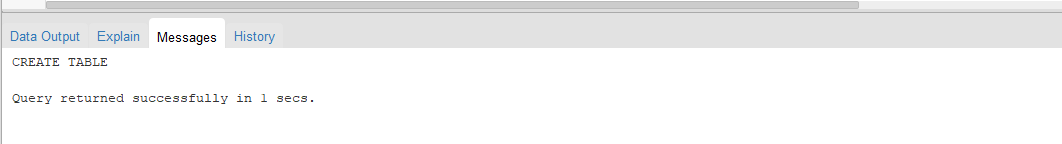 Data Output Explain Messages History
CREATE TABLE
Query returned successfully in 1 secs.